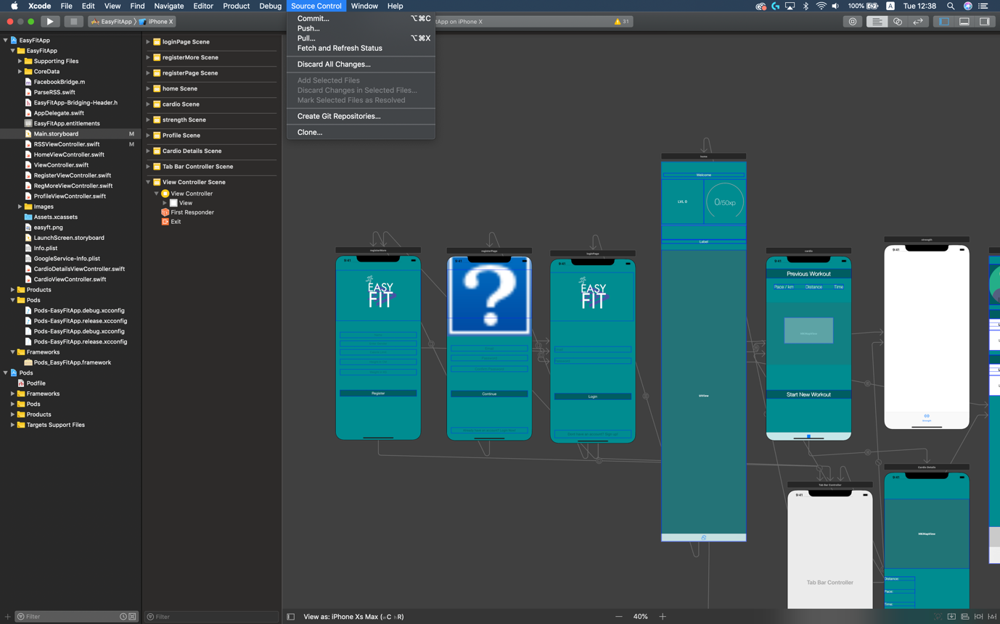 Xcode File Edit View Find Navigate Editor Product Debug Source Control Window Help
100% A Tue 12:38
EasyFitApp iPhone X
App on iPhone X 31
Commit... ⌥⌘C
Push...
Pull... ⌥⌘X
Fetch and Refresh Status
Discard All Changes...
Add Selected Files
Discard Changes in Selected Files...
Mark Selected Files as Resolved
Create Git Repositories...
Clone...
EasyFitApp
EasyFitApp
Supporting Files
CoreData
FacebookBridge.m
ParseRSS.swift
EasyFitApp-Bridging-Header.h
AppDelegate.swift
EasyFitApp.entitlements
Main.storyboard M
RSSViewController.swift M
HomeViewController.swift
ViewController.swift
RegisterViewController.swift
RegMoreViewController.swift
ProfileViewController.swift
Images
Assets.xcassets
easyft.png
LaunchScreen.storyboard
Info.plist
GoogleService-Info.plist
CardioDetailsViewController.swift
CardioViewController.swift
Products
Pods
Pods-EasyFitApp.debug.xcconfig
Pods-EasyFitApp.release.xcconfig
Pods-EasyFitApp.debug.xcconfig
Pods-EasyFitApp.release.xcconfig
Frameworks
Pods_EasyFitApp.framework
Pods
Podfile
Frameworks
Pods
Products
Targets Support Files
Filter
loginPage Scene
registerMore Scene
registerPage Scene
home Scene
cardio Scene
strength Scene
Profile Scene
Cardio Details Scene
Tab Bar Controller Scene
View Controller Scene
View Controller
View
First Responder
Exit
Filter
registerMore
9:41
EASY
FIT
Register
registerPage
9:41
?
Continue
loginPage
9:41
EASY
FIT
Login
home
Welcome
LVL 0
0/50xp
Label
UIView
cardio
9:41
Previous Workout
Pace / km Distance Time
MKMapView
Start New Workout
strength
9:41
Strength
Tab Bar Controller
9:41
Tab Bar Controller
Cardio Details
9:41
MKMapView
Distance:
Pace:
Time:
View as: iPhone Xs Max (wC hR)
— 40% +